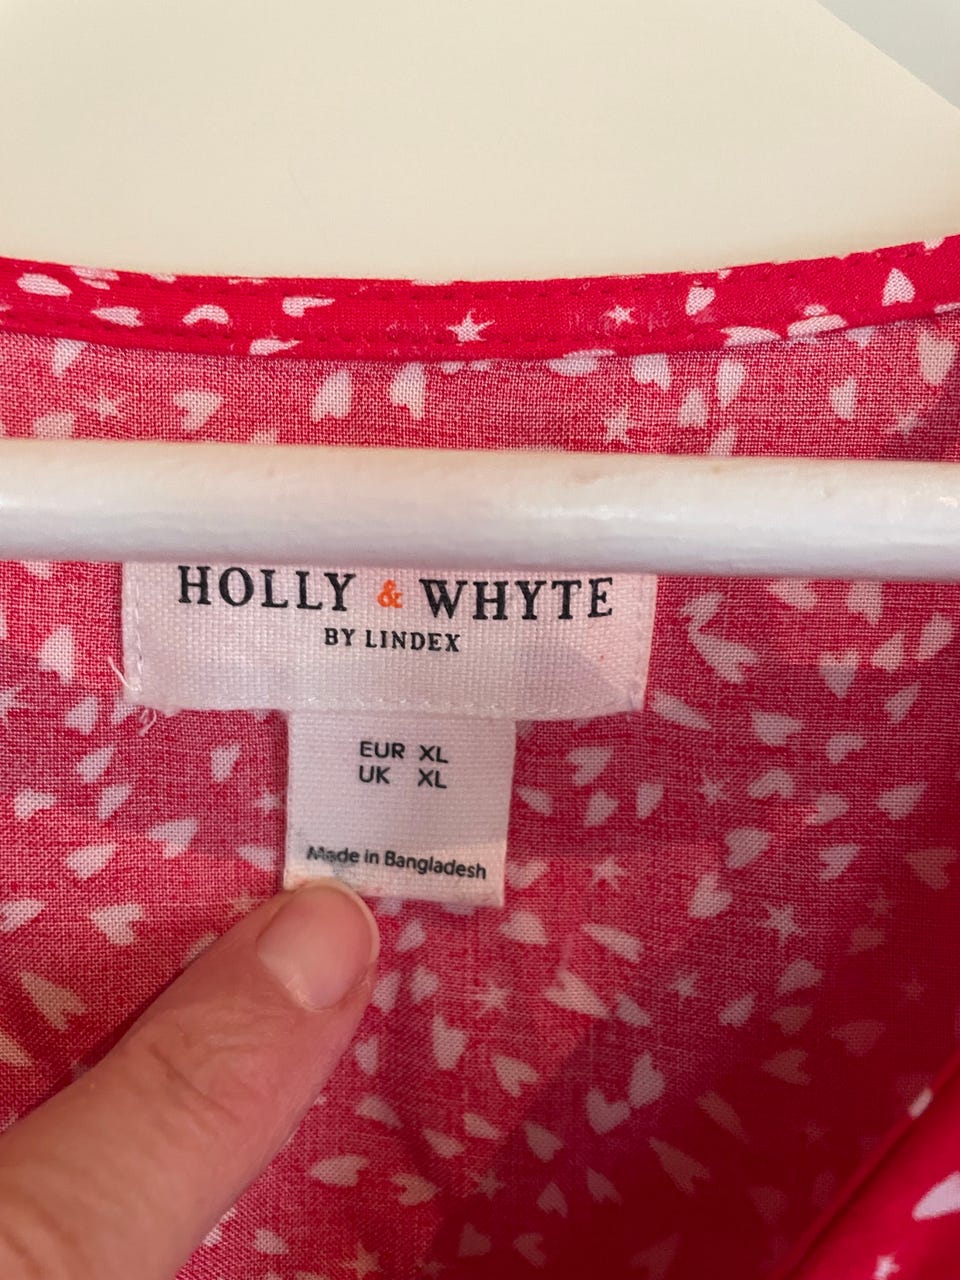 HOLLY & WHYTE
BY LINDEX
EUR XL
UK XL
Made in Bangladesh